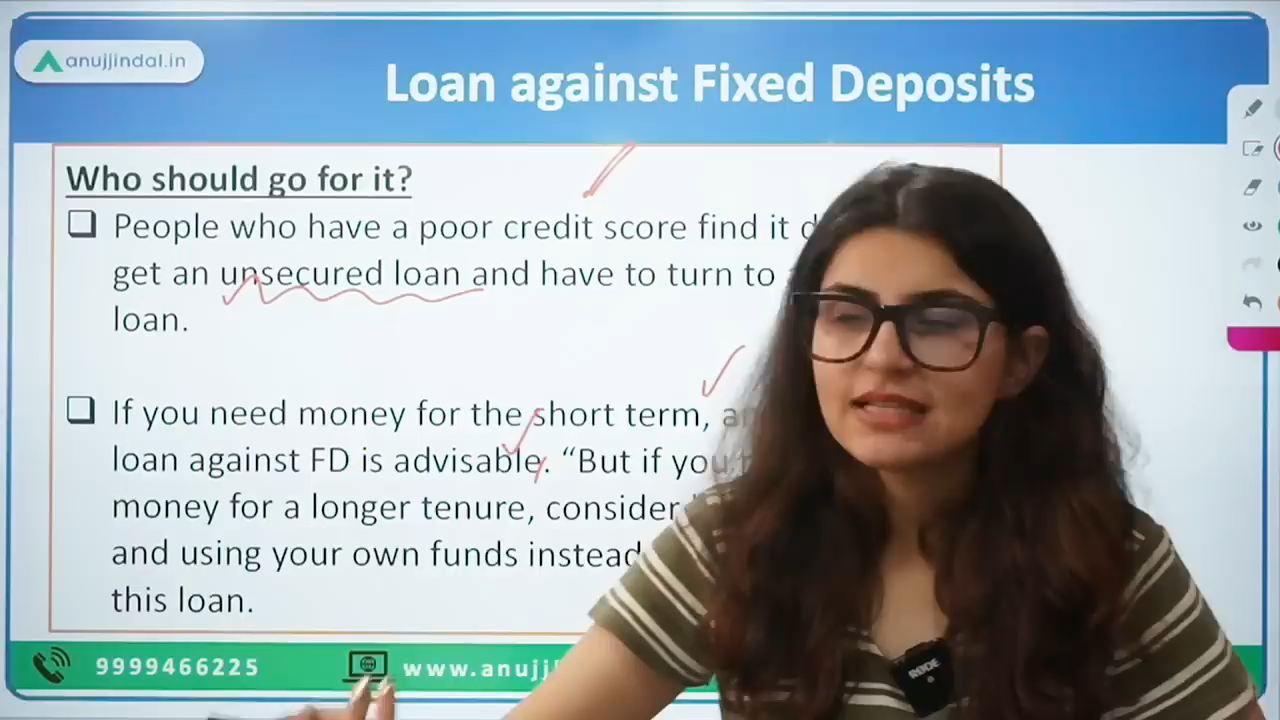 anujjindal.in
Loan against Fixed Deposits
Who should go for it?
People who have a poor credit score find it
get an unsecured loan and have to turn to
loan.
If you need money for the short term,
loan against FD is advisable. “But if you
money for a longer tenure, consider
and using your own funds instead
this loan.
9999466225
www.anujj
RØDE